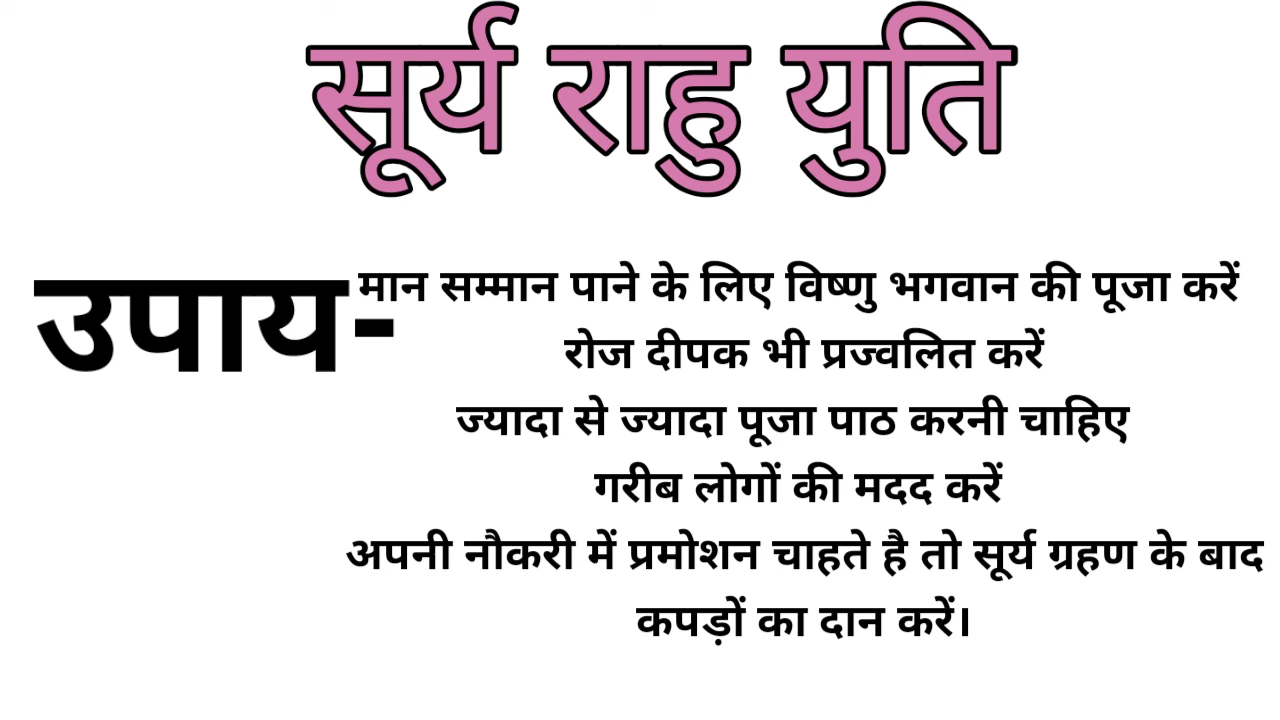 सूर्य राहु युति
उपाय-
मान सम्मान पाने के लिए विष्णु भगवान की पूजा करें
रोज दीपक भी प्रज्वलित करें
ज्यादा से ज्यादा पूजा पाठ करनी चाहिए
गरीब लोगों की मदद करें
अपनी नौकरी में प्रमोशन चाहते है तो सूर्य ग्रहण के बाद
कपड़ों का दान करें।